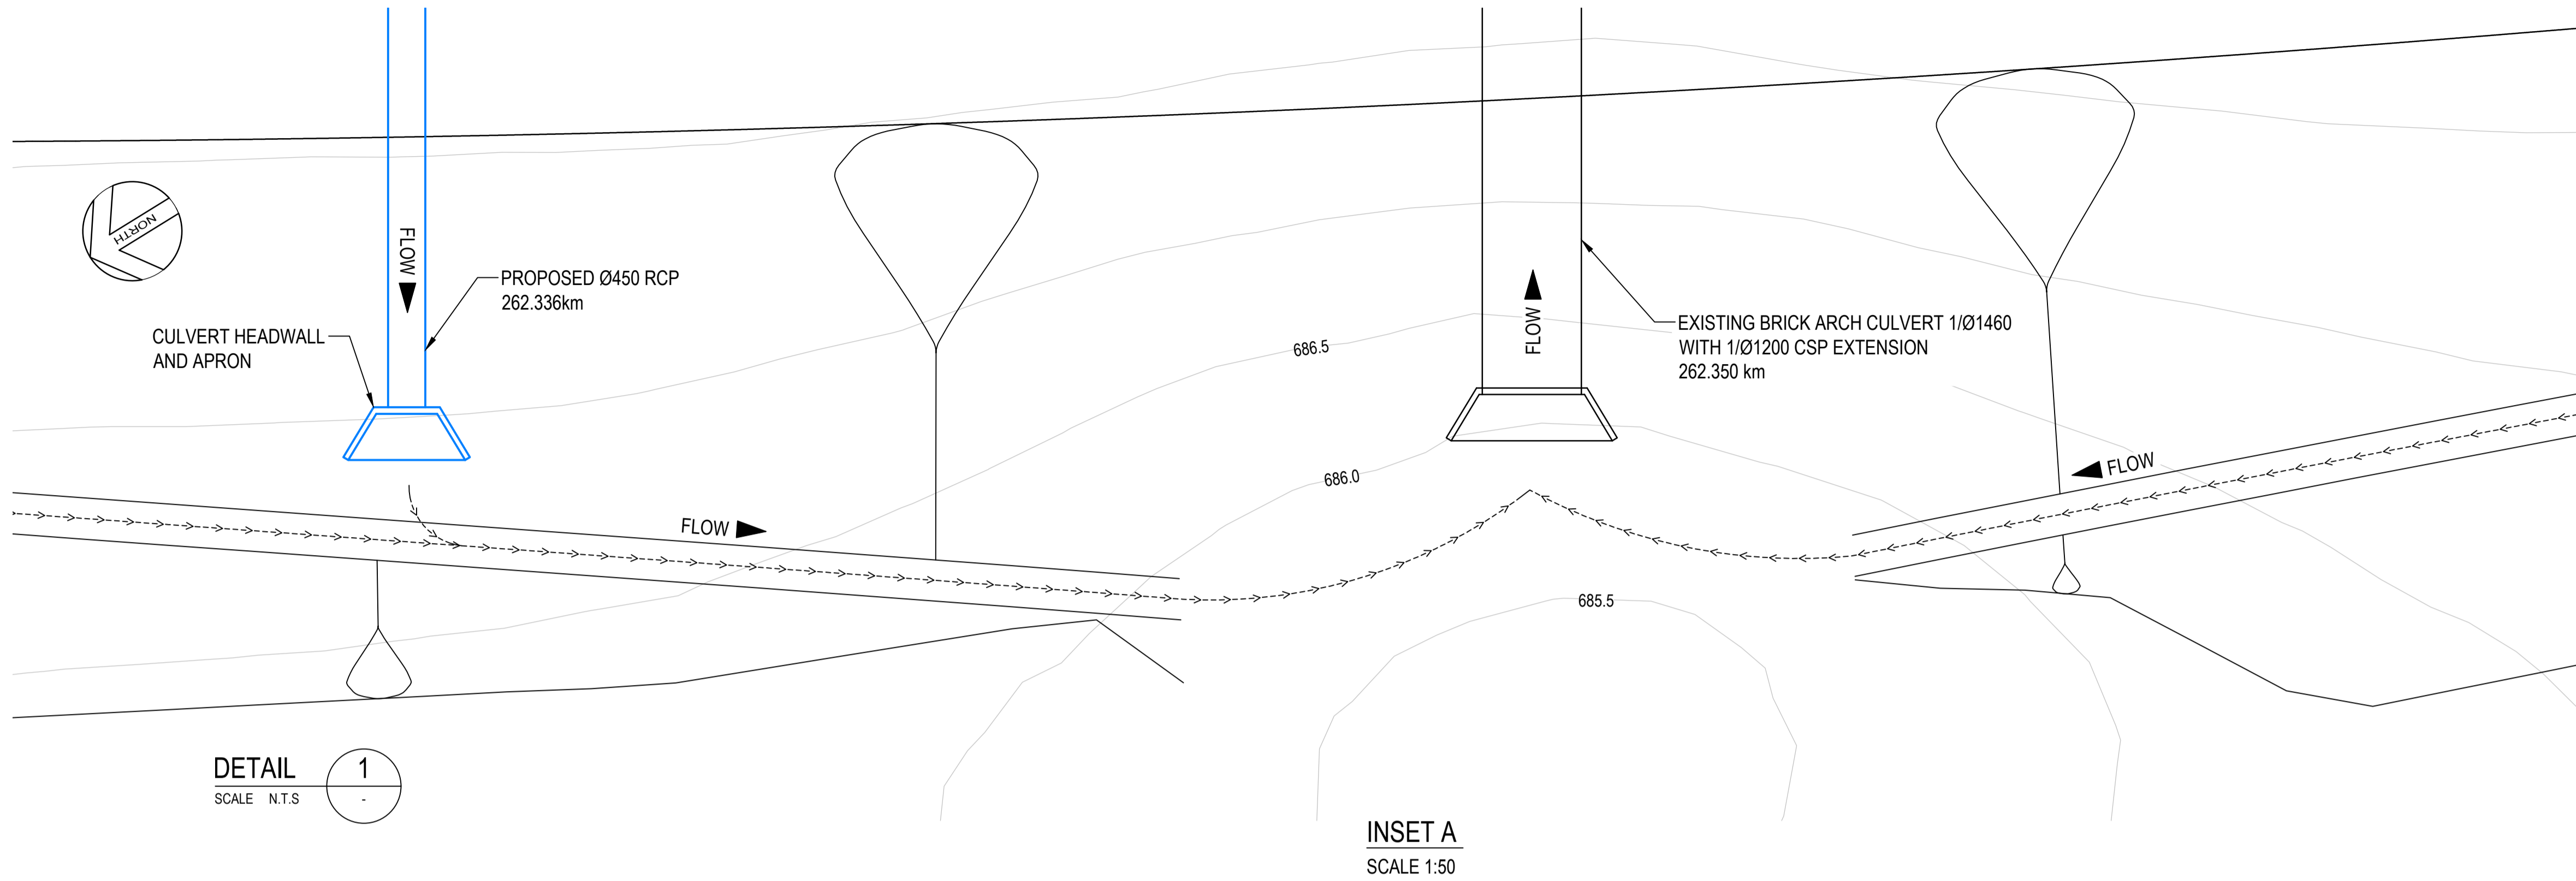 NORTH
FLOW
PROPOSED Ø450 RCP
262.336km
CULVERT HEADWALL
AND APRON
686.5
FLOW
EXISTING BRICK ARCH CULVERT 1/Ø1460
WITH 1/Ø1200 CSP EXTENSION
262.350 km
686.0
FLOW
FLOW
685.5
DETAIL 1
SCALE N.T.S -
INSET A
SCALE 1:50